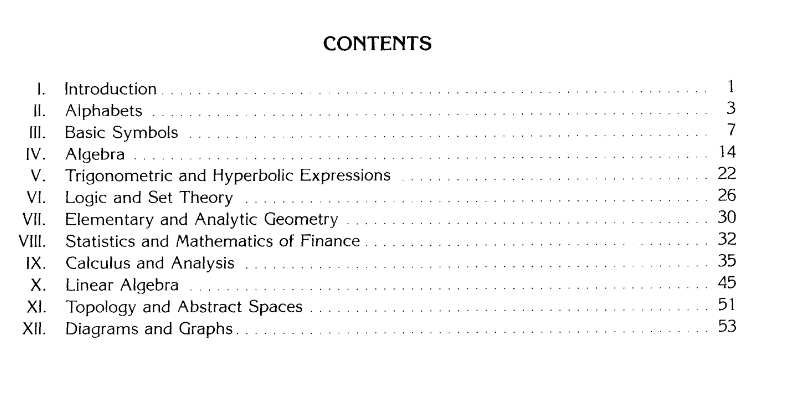 CONTENTS
I. Introduction . . . . . . . . . . . . . . . . . . . . . . . . . . . . . . 1
II. Alphabets . . . . . . . . . . . . . . . . . . . . . . . . . . . . . . 3
III. Basic Symbols . . . . . . . . . . . . . . . . . . . . . . . . . . . . . . 7
IV. Algebra . . . . . . . . . . . . . . . . . . . . . . . . . . . . . . 14
V. Trigonometric and Hyperbolic Expressions . . . . . . . . . . . . . . . . . . . . 22
VI. Logic and Set Theory . . . . . . . . . . . . . . . . . . . . . . . . . . . . . . 26
VII. Elementary and Analytic Geometry . . . . . . . . . . . . . . . . . . . . 30
VIII. Statistics and Mathematics of Finance . . . . . . . . . . . . . . . . . . . . 32
IX. Calculus and Analysis . . . . . . . . . . . . . . . . . . . . . . . . . . . . . . 35
X. Linear Algebra . . . . . . . . . . . . . . . . . . . . . . . . . . . . . . 45
XI. Topology and Abstract Spaces . . . . . . . . . . . . . . . . . . . . 51
XII. Diagrams and Graphs . . . . . . . . . . . . . . . . . . . . . . . . . . . . . . 53